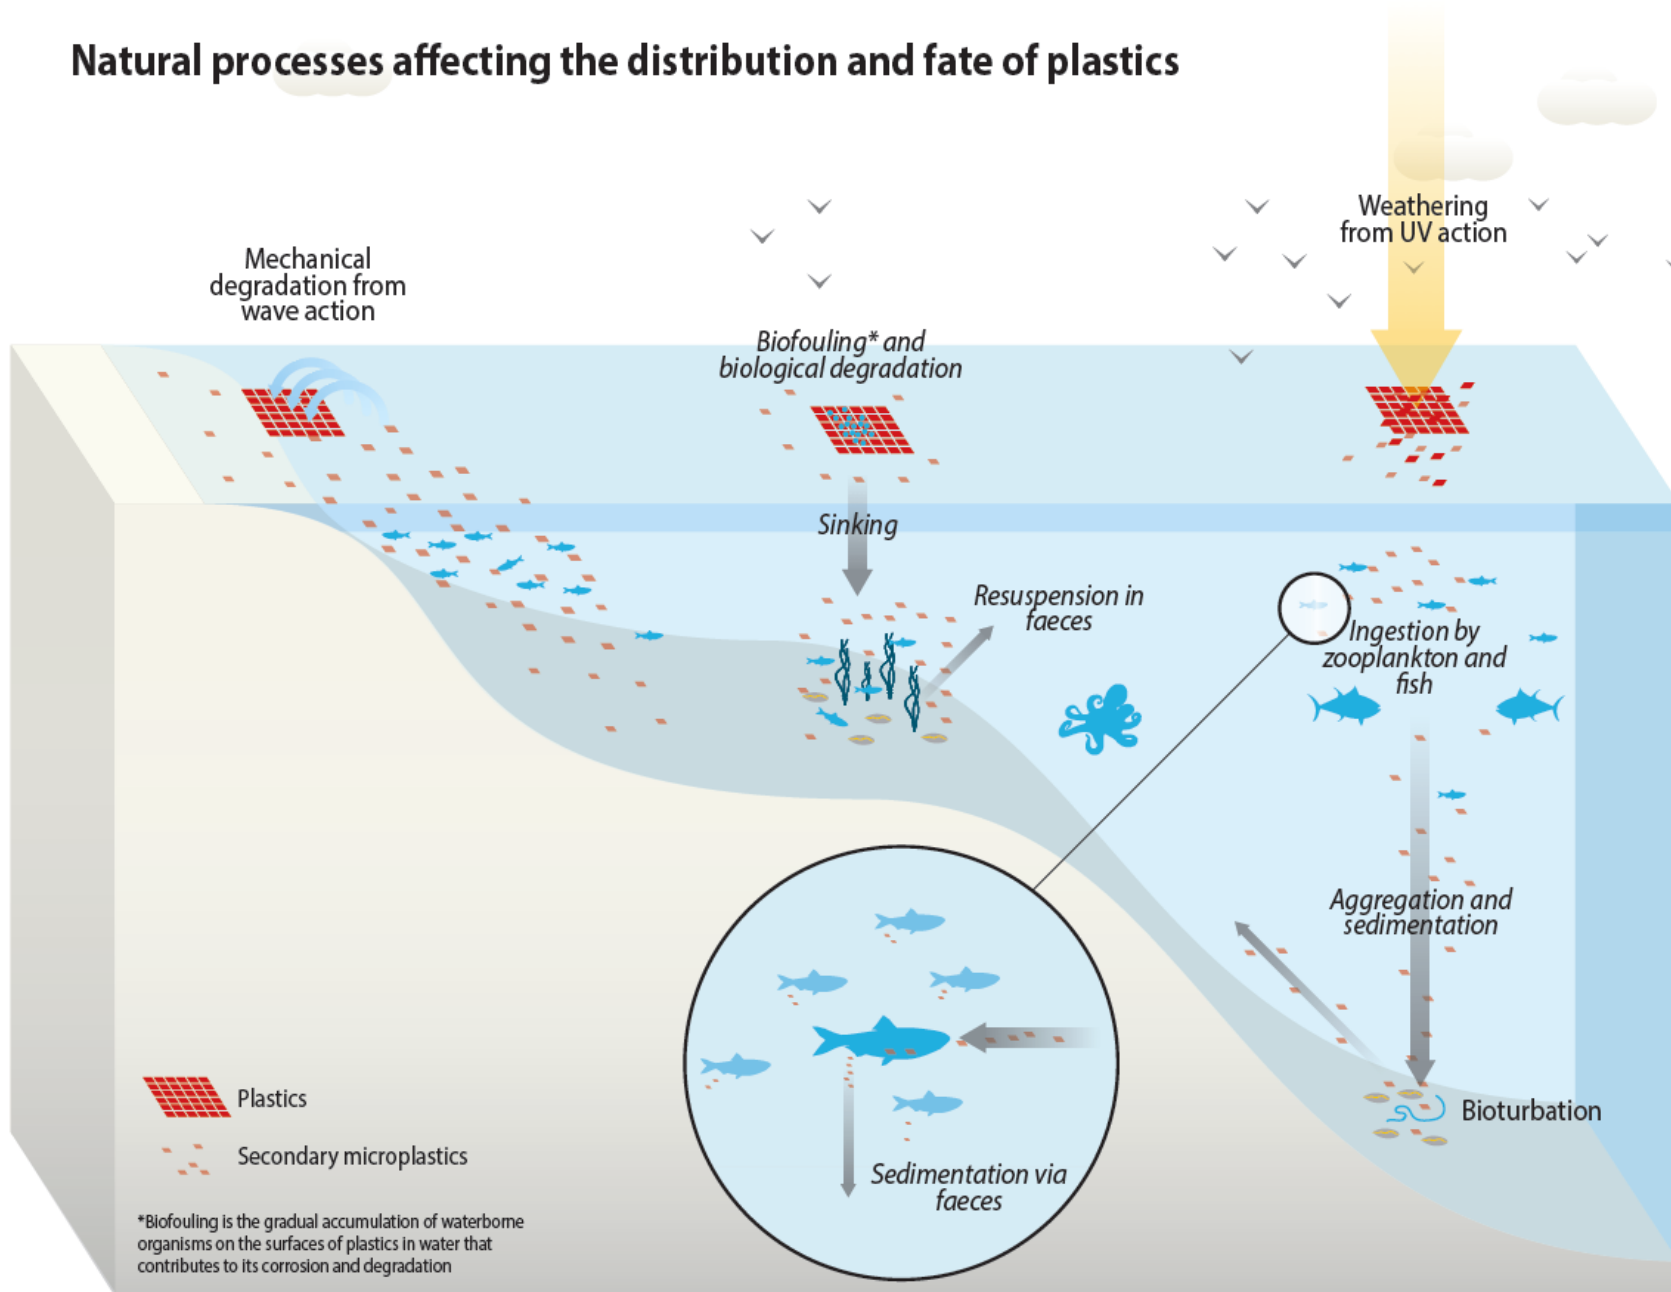 Natural processes affecting the distribution and fate of plastics
Mechanical
degradation from
wave action
Biofouling* and
biological degradation
Weathering
from UV action
Sinking
Resuspension in
faeces
Ingestion by
zooplankton and
fish
Aggregation and
sedimentation
Bioturbation
Sedimentation via
faeces
Plastics
Secondary microplastics
*Biofouling is the gradual accumulation of waterborne
organisms on the surfaces of plastics in water that
contributes to its corrosion and degradation